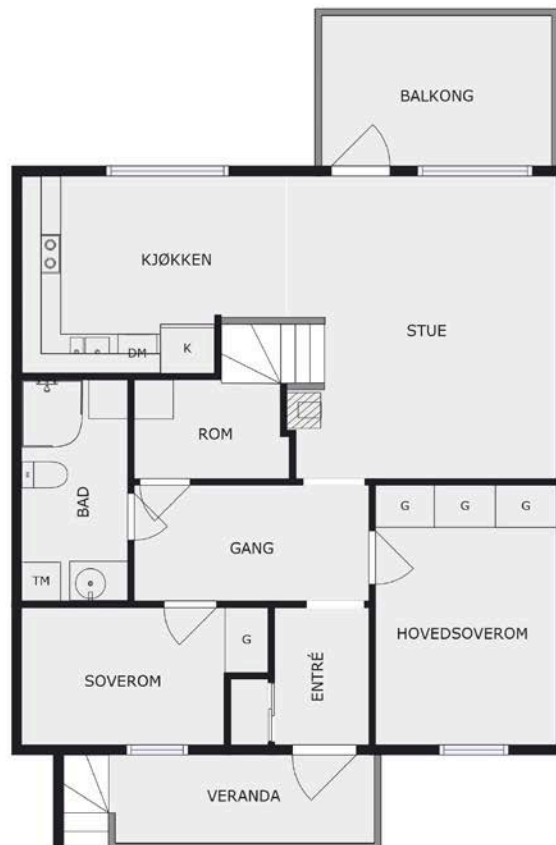 BALKONG
KJØKKEN
STUE
DM
K
ROM
BAD
G G G
GANG
TM
HOVEDSOVEROM
G
SOVEROM
ENTRÉ
VERANDA